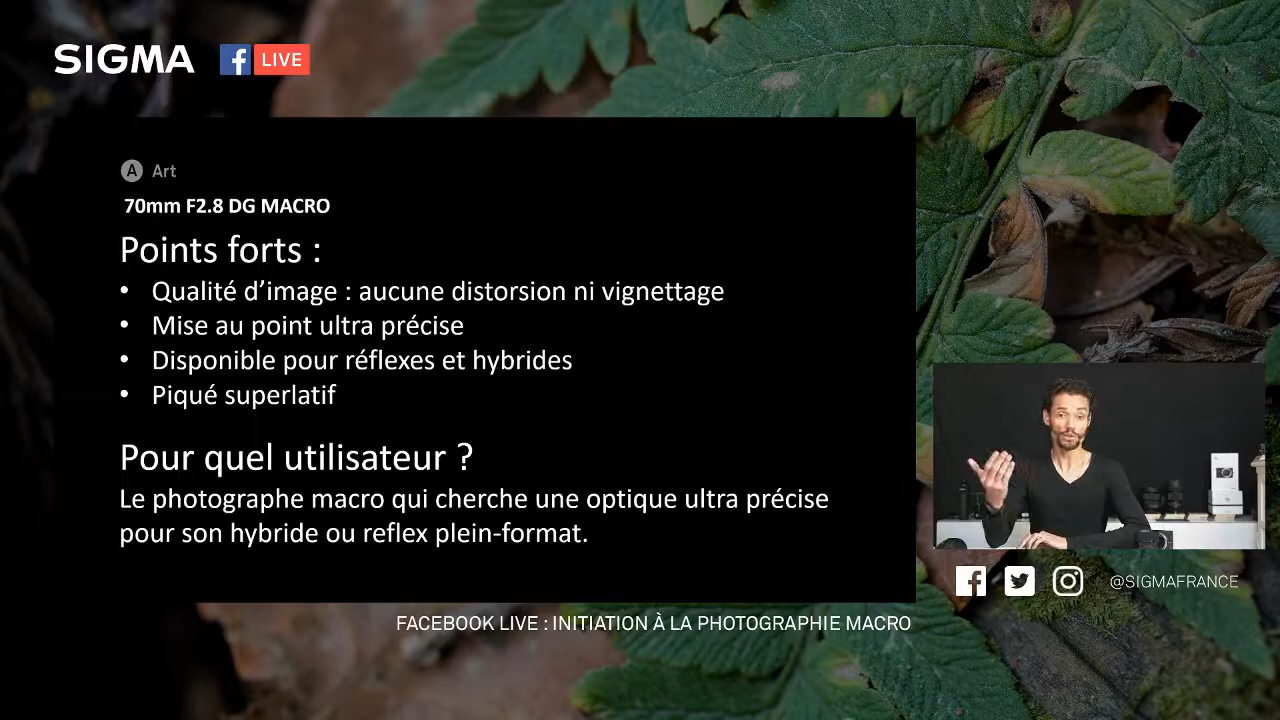 SIGMA f LIVE
A Art
70mm F2.8 DG MACRO
Points forts :
• Qualité d’image : aucune distorsion ni vignettage
• Mise au point ultra précise
• Disponible pour réflexes et hybrides
• Piqué superlatif
Pour quel utilisateur ?
Le photographe macro qui cherche une optique ultra précise
pour son hybride ou reflex plein-format.
@SIGMAFRANCE
FACEBOOK LIVE : INITIATION À LA PHOTOGRAPHIE MACRO